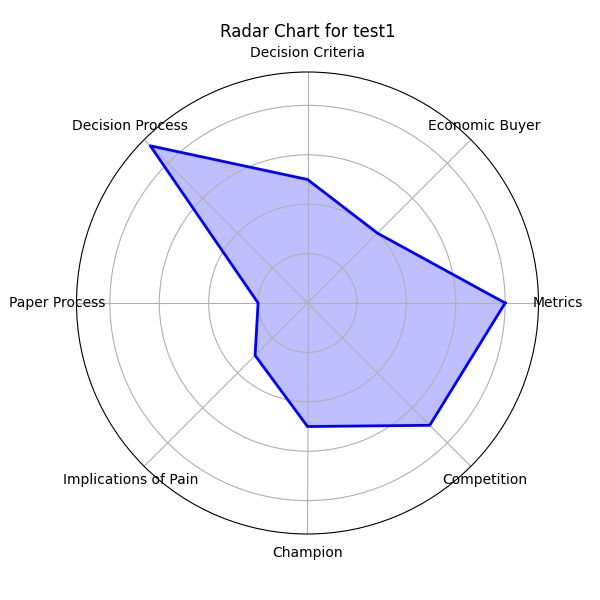 Radar Chart for test1
Decision Criteria
Decision Process
Economic Buyer
Paper Process
Metrics
Implications of Pain
Competition
Champion